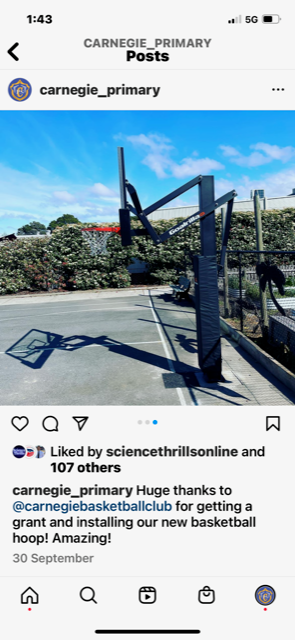 1:43
5G
CARNEGIE_PRIMARY
Posts
carnegie_primary
Liked by sciencethrillsonline and
107 others
carnegie_primary Huge thanks to
@carnegiebasketballclub for getting a
grant and installing our new basketball
hoop! Amazing!
30 September